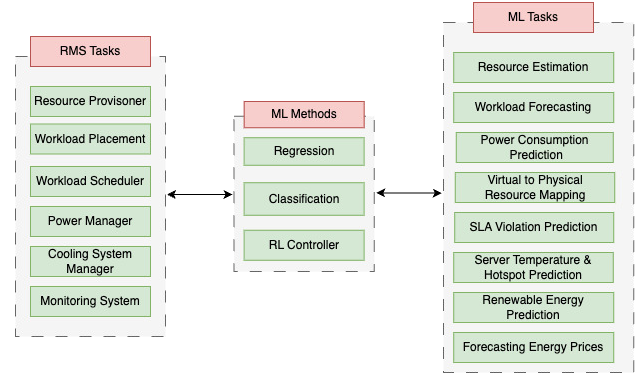 RMS Tasks
Resource Provisoner
Workload Placement
Workload Scheduler
Power Manager
Cooling System
Manager
Monitoring System
ML Methods
Regression
Classification
RL Controller
ML Tasks
Resource Estimation
Workload Forecasting
Power Consumption
Prediction
Virtual to Physical
Resource Mapping
SLA Violation Prediction
Server Temperature &
Hotspot Prediction
Renewable Energy
Prediction
Forecasting Energy Prices